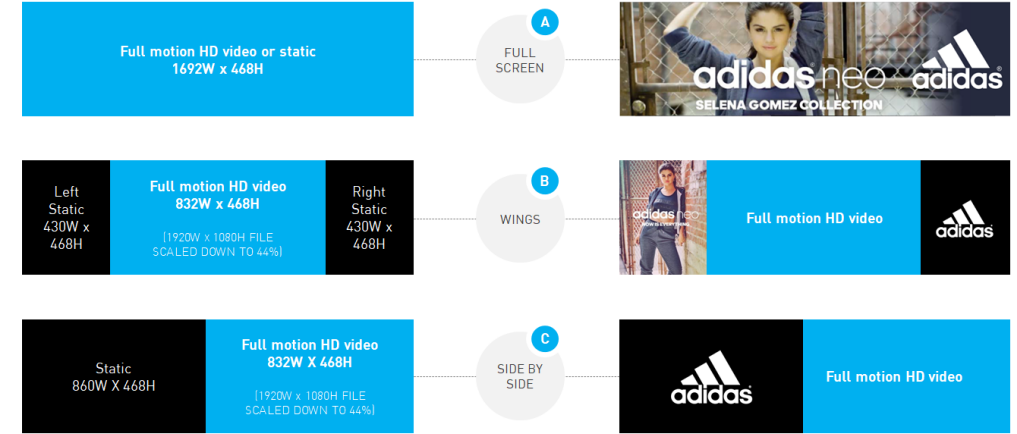 Full motion HD video or static
1692W x 468H
A
FULL
SCREEN
adidas neo
SELENA GOMEZ COLLECTION
adidas
Left
Static
430W x
468H
Full motion HD video
832W x 468H
(1920W x 1080H FILE
SCALED DOWN TO 44%)
Right
Static
430W x
468H
B
WINGS
adidas neo
NOW IS EVERYTHING
Full motion HD video
adidas
Static
860W X 468H
Full motion HD video
832W X 468H
(1920W x 1080H FILE
SCALED DOWN TO 44%)
C
SIDE BY
SIDE
adidas
Full motion HD video